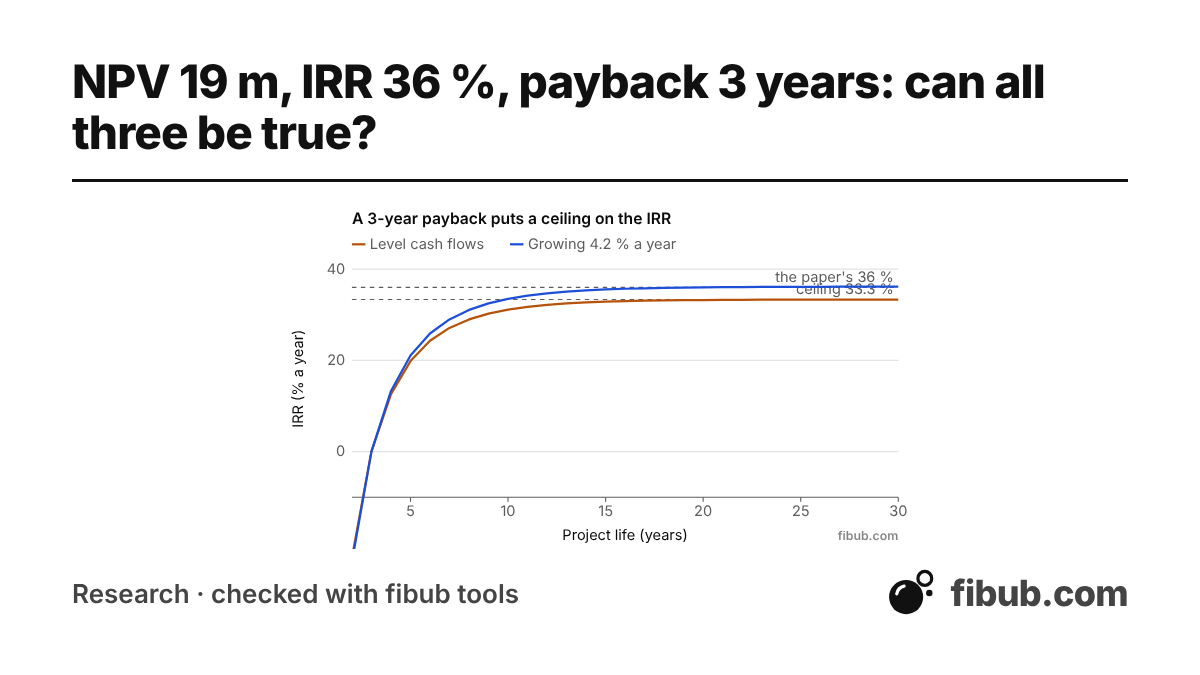 NPV 19 m, IRR 36 %, payback 3 years: can all
three be true?
A 3-year payback puts a ceiling on the IRR
Level cash flows
Growing 4.2 % a year
40
the paper's 36 %
ceiling 33.3 %
20
0
IRR (% a year)
5
10
15
20
25
30
Project life (years)
fibub.com
Research · checked with fibub tools
fibub.com